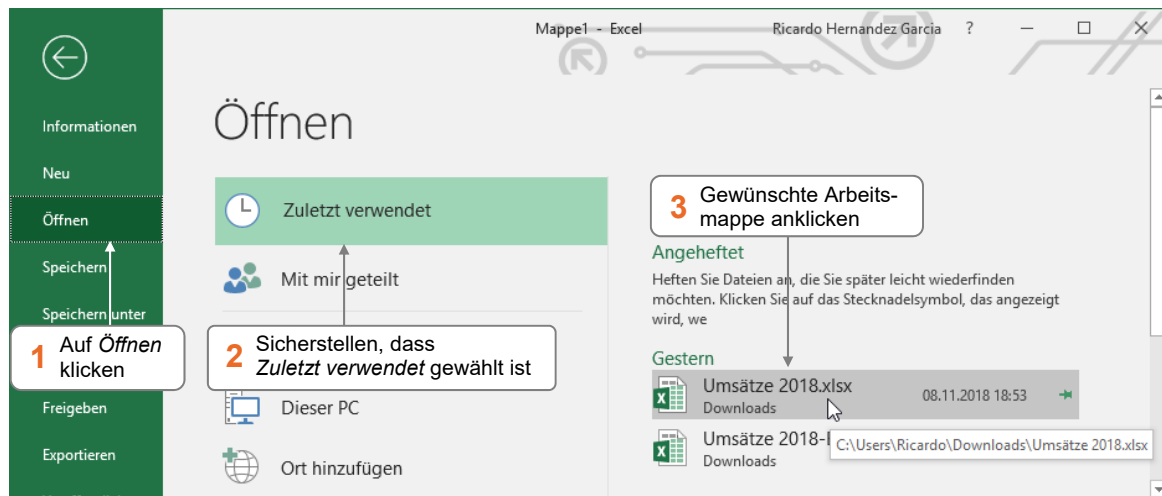 Mappe1 - Excel
Ricardo Hernandez Garcia ?
Informationen
Neu
Öffnen
Speichern
Speichern unter
Freigeben
Exportieren
Öffnen
Zuletzt verwendet
Mit mir geteilt
Dieser PC
Ort hinzufügen
1 Auf Öffnen
klicken
2 Sicherstellen, dass
Zuletzt verwendet gewählt ist
3 Gewünschte Arbeits-
mappe anklicken
Angeheftet
Heften Sie Dateien an, die Sie später leicht wiederfinden
möchten. Klicken Sie auf das Stecknadelsymbol, das angezeigt
wird, we
Gestern
Umsätze 2018.xlsx
Downloads
08.11.2018 18:53
Umsätze 2018-
Downloads
C:\Users\Ricardo\Downloads\Umsätze 2018.xlsx